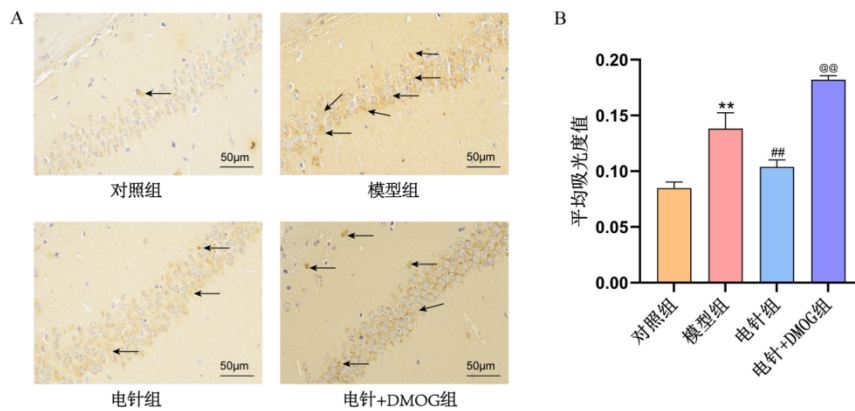 A
50μm
50μm
对照组
模型组
50μm
50μm
电针组
电针+DMOG组
B
平均吸光度值
0.20
0.15
0.10
0.05
0.00
**
##
@@
对照组
模型组
电针组
电针+DMOG组